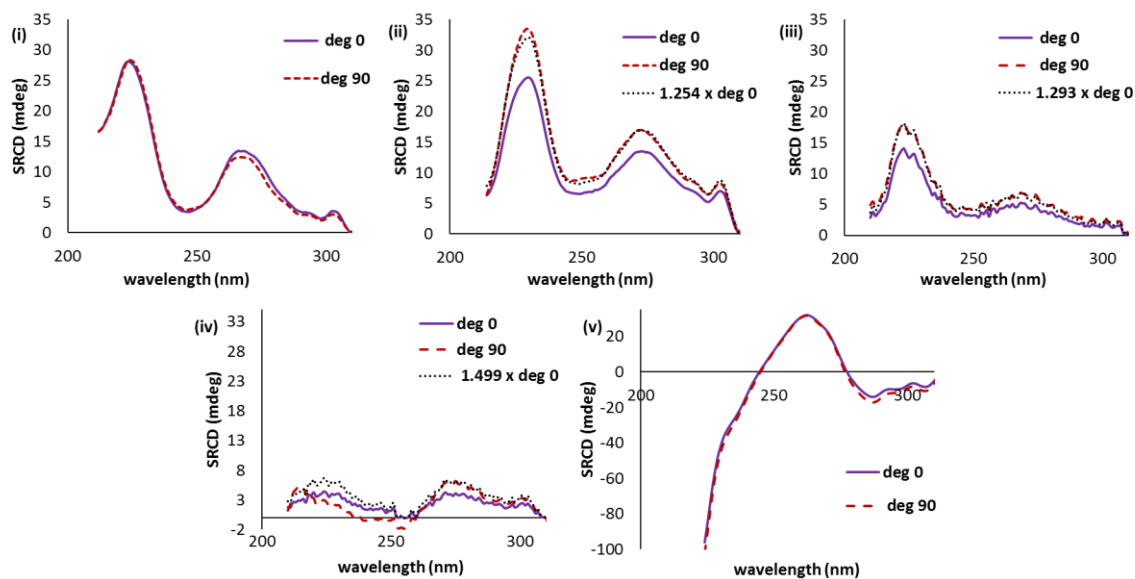 (i)
35
30
25
20
15
10
5
0
200
250
300
SRCD (mdeg)
wavelength (nm)
deg 0
deg 90
(ii)
35
30
25
20
15
10
5
0
200
250
300
SRCD (mdeg)
wavelength (nm)
deg 0
deg 90
1.254 x deg 0
(iii)
35
30
25
20
15
10
5
0
200
250
300
SRCD (mdeg)
wavelength (nm)
deg 0
deg 90
1.293 x deg 0
(iv)
33
28
23
18
13
8
3
-2
200
250
300
SRCD (mdeg)
wavelength (nm)
deg 0
deg 90
1.499 x deg 0
(v)
20
0
-20
-40
-60
-80
-100
200
250
300
SRCD (mdeg)
wavelength (nm)
deg 0
deg 90